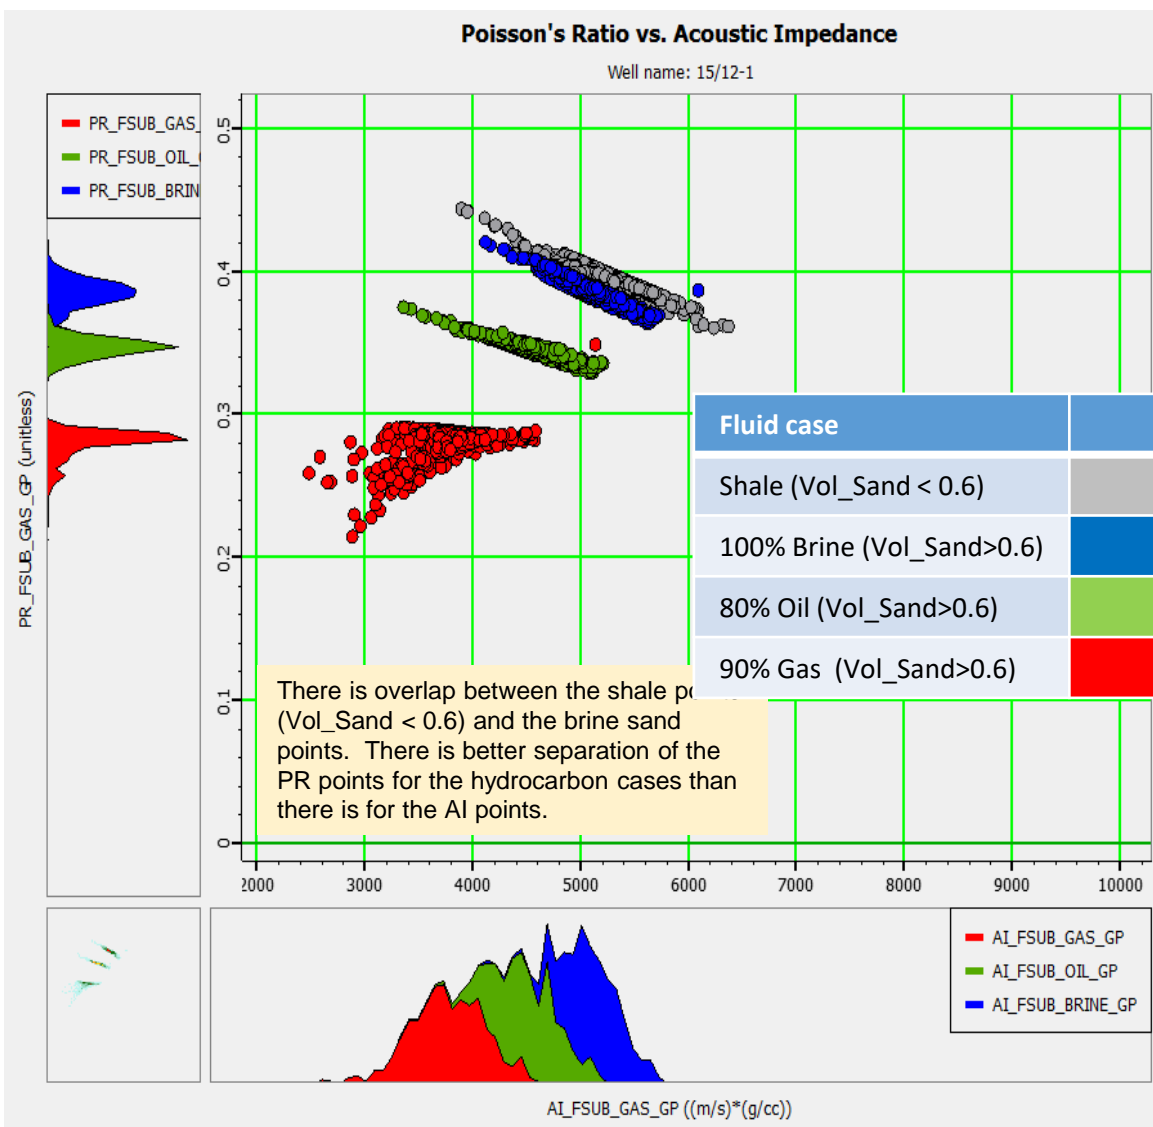 Poisson's Ratio vs. Acoustic Impedance
Well name: 15/12-1
PR_FSUB_GAS_
PR_FSUB_OIL_
PR_FSUB_BRIN
0.5
0.4
0.3
0.2
0.1
0
PR_FSUB_GAS_GP (unitless)
Fluid case
Shale (Vol_Sand < 0.6)
100% Brine (Vol_Sand>0.6)
80% Oil (Vol_Sand>0.6)
90% Gas (Vol_Sand>0.6)
There is overlap between the shale
(Vol_Sand < 0.6) and the brine sand
points. There is better separation of the
PR points for the hydrocarbon cases than
there is for the AI points.
2000 3000 4000 5000 6000 7000 8000 9000 10000
AI_FSUB_GAS_GP
AI_FSUB_OIL_GP
AI_FSUB_BRINE_GP
AI_FSUB_GAS_GP ((m/s)*(g/cc))